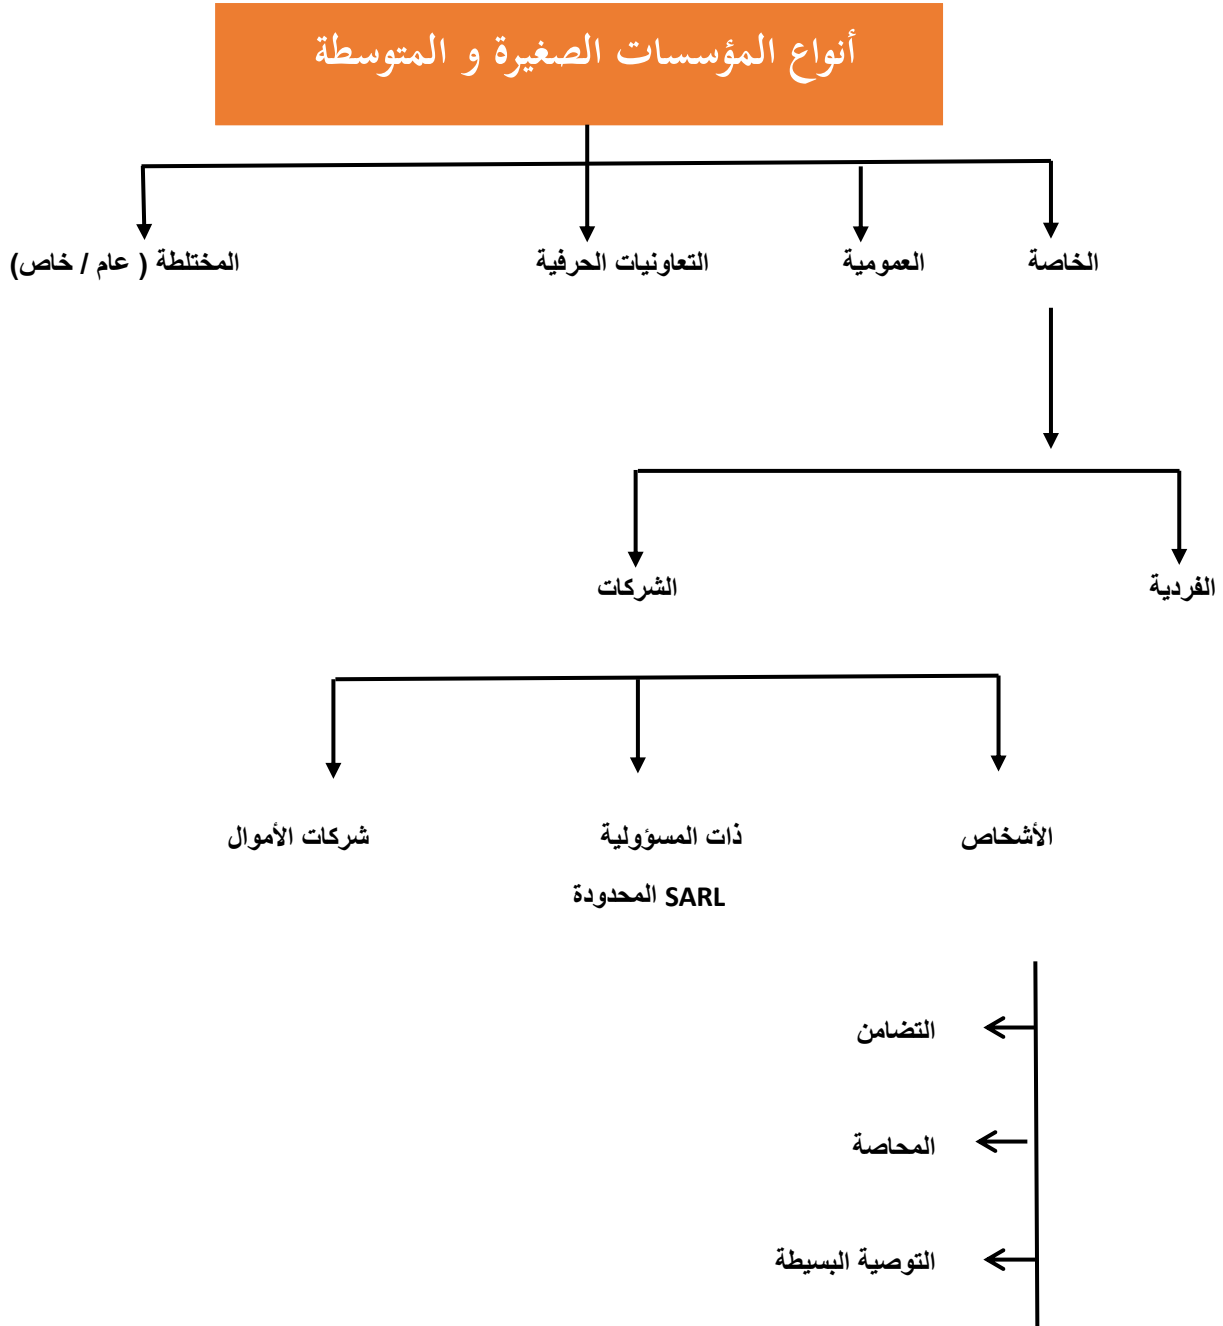 أنواع المؤسسات الصغيرة و المتوسطة
الخاصة
العمومية
التعاونيات الحرفية
المختلطة ( عام / خاص)
الفردية
الشركات
الأشخاص
ذات المسؤولية
المحدودة SARL
شركات الأموال
التضامن
المحاصة
التوصية البسيطة